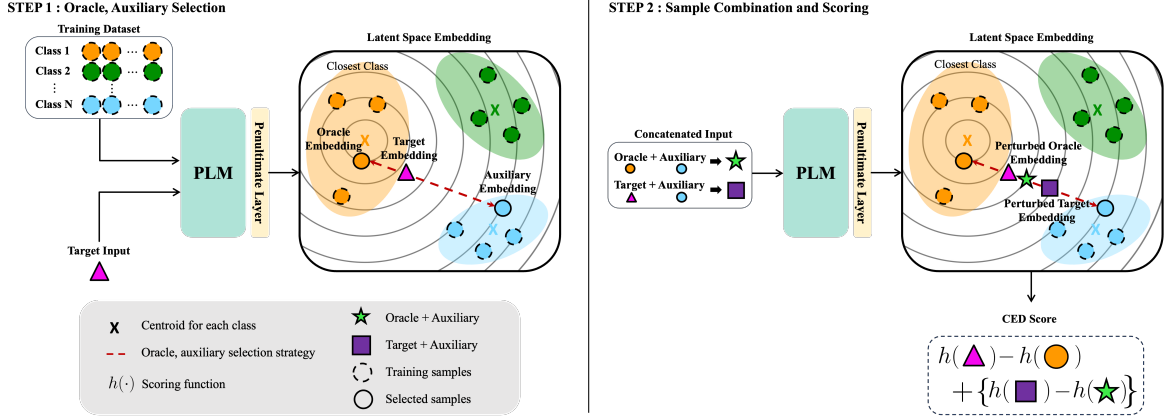 STEP 1 : Oracle, Auxiliary Selection
Training Dataset
Class 1
...
Class 2
...
Class N
...
PLM
Penultimate Layer
Target Input
Latent Space Embedding
Closest Class
X
Oracle
Embedding
Target
Embedding
X
Auxiliary
Embedding
X
X Centroid for each class
Oracle, auxiliary selection strategy
h(·) Scoring function
Oracle + Auxiliary
Target + Auxiliary
Training samples
Selected samples
STEP 2 : Sample Combination and Scoring
Concatenated Input
Oracle + Auxiliary
Target + Auxiliary
PLM
Penultimate Layer
Latent Space Embedding
Closest Class
X
X
Perturbed Oracle
Embedding
Perturbed Target
Embedding
X
CED Score
h( ) − h( )
+ {h( ) − h( )}